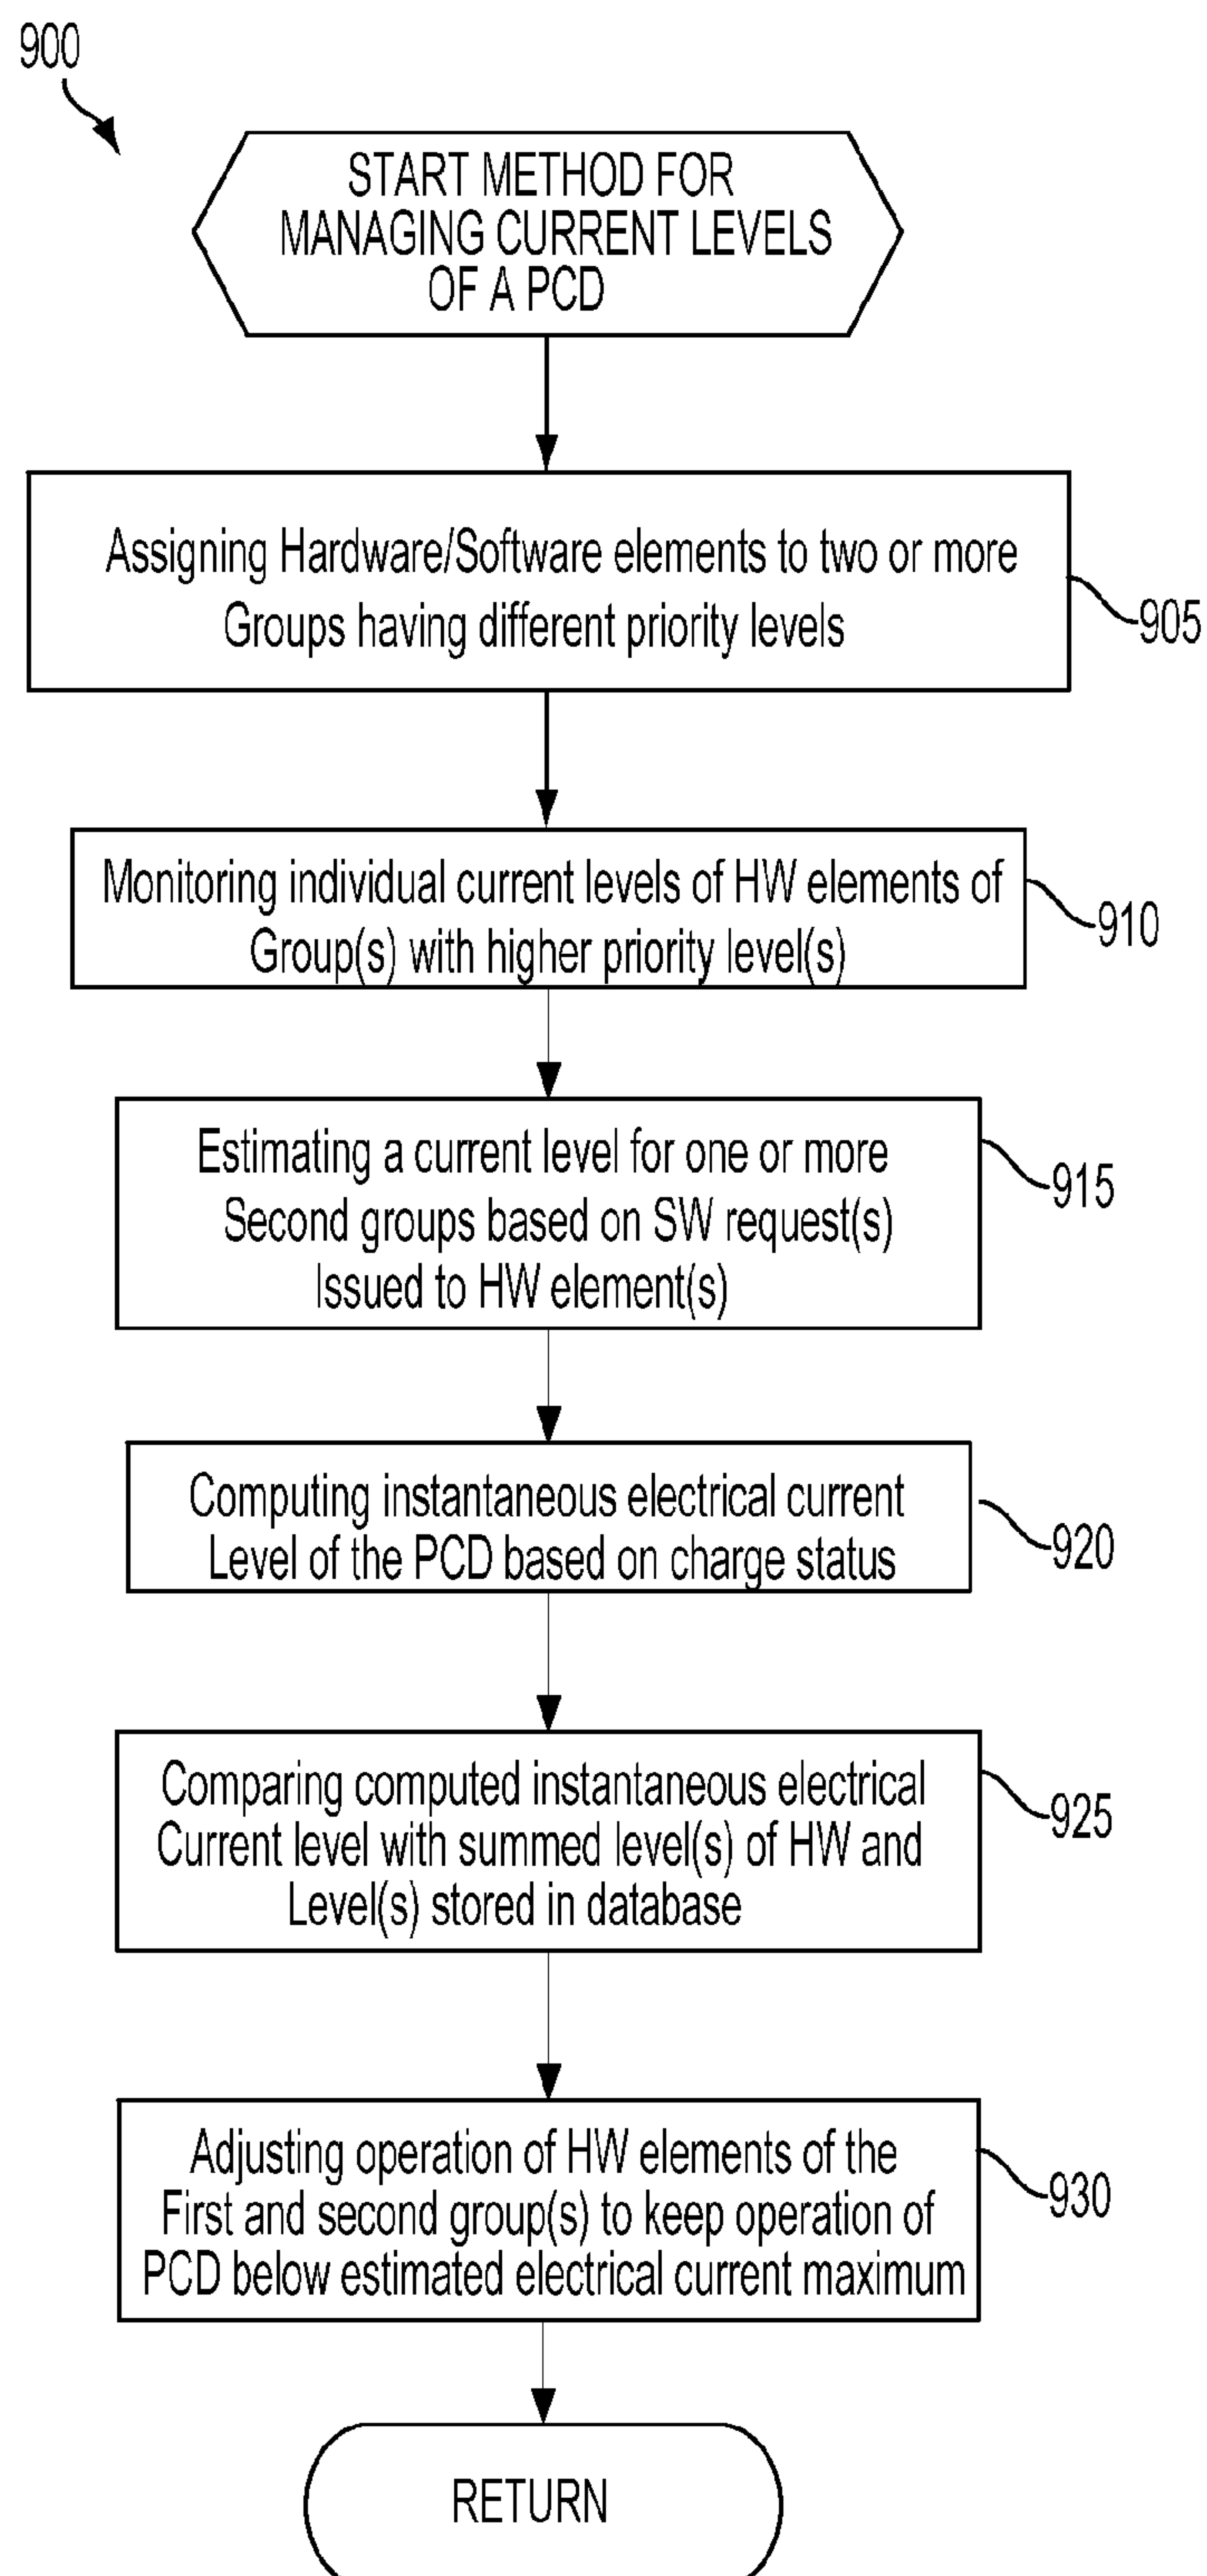 900
START METHOD FOR
MANAGING CURRENT LEVELS
OF A PCD
Assigning Hardware/Software elements to two or more
Groups having different priority levels
905
Monitoring individual current levels of HW elements of
Group(s) with higher priority level(s)
910
Estimating a current level for one or more
Second groups based on SW request(s)
Issued to HW element(s)
915
Computing instantaneous electrical current
Level of the PCD based on charge status
920
Comparing computed instantaneous electrical
Current level with summed level(s) of HW and
Level(s) stored in database
925
Adjusting operation of HW elements of the
First and second group(s) to keep operation of
PCD below estimated electrical current maximum
930
RETURN